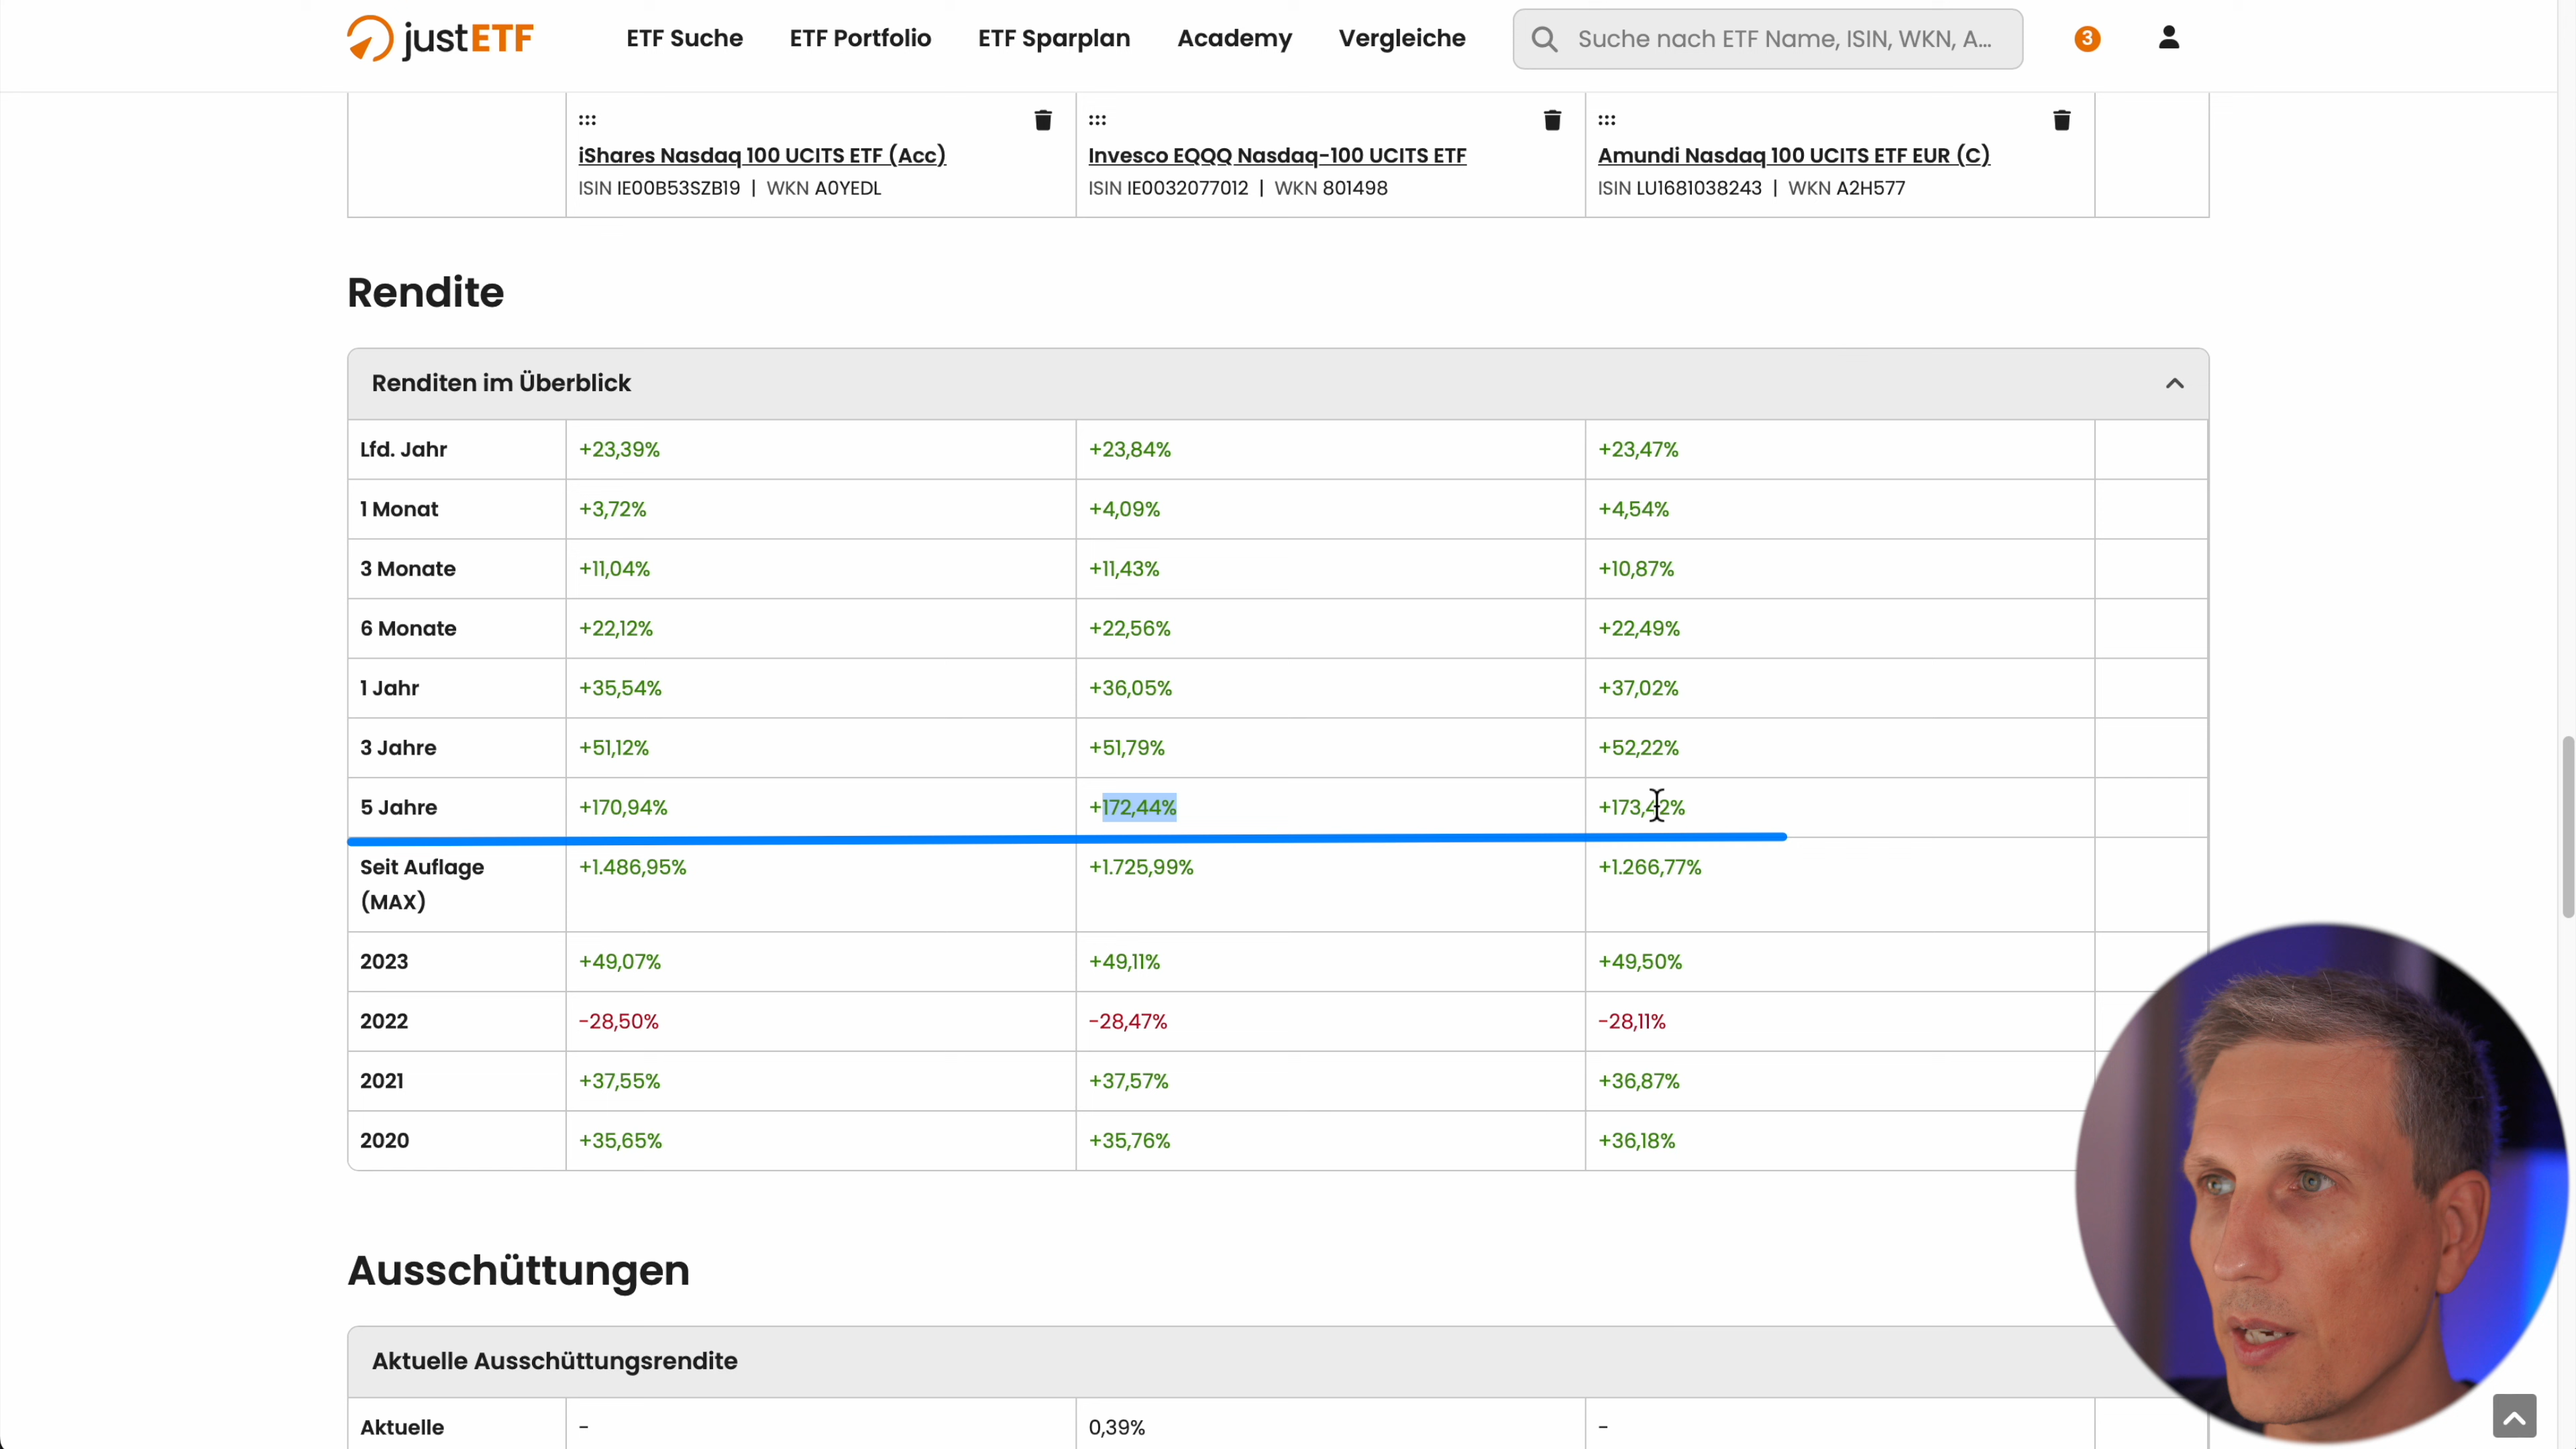 justETF ETF Suche ETF Portfolio ETF Sparplan Academy Vergleiche Suche nach ETF Name, ISIN, WKN, A... 3
iShares Nasdaq 100 UCITS ETF (Acc) Invesco EQQQ Nasdaq-100 UCITS ETF Amundi Nasdaq 100 UCITS ETF EUR (C)
ISIN IE00B53SZB19 | WKN A0YEDL ISIN IE0032077012 | WKN 801498 ISIN LU1681038243 | WKN A2H577
Rendite
Renditen im Überblick
Lfd. Jahr +23,39% +23,84% +23,47%
1 Monat +3,72% +4,09% +4,54%
3 Monate +11,04% +11,43% +10,87%
6 Monate +22,12% +22,56% +22,49%
1 Jahr +35,54% +36,05% +37,02%
3 Jahre +51,12% +51,79% +52,22%
5 Jahre +170,94% +172,44% +173,42%
Seit Auflage +1.486,95% +1.725,99% +1.266,77%
(MAX)
2023 +49,07% +49,11% +49,50%
2022 -28,50% -28,47% -28,11%
2021 +37,55% +37,57% +36,87%
2020 +35,65% +35,76% +36,18%
Ausschüttungen
Aktuelle Ausschüttungsrendite
Aktuelle - 0,39% -